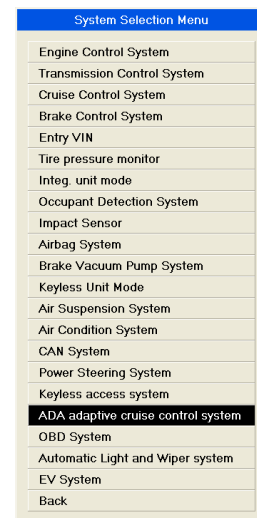 System Selection Menu
Engine Control System
Transmission Control System
Cruise Control System
Brake Control System
Entry VIN
Tire pressure monitor
Integ. unit mode
Occupant Detection System
Impact Sensor
Airbag System
Brake Vacuum Pump System
Keyless Unit Mode
Air Suspension System
Air Condition System
CAN System
Power Steering System
Keyless access system
ADA adaptive cruise control system
OBD System
Automatic Light and Wiper system
EV System
Back